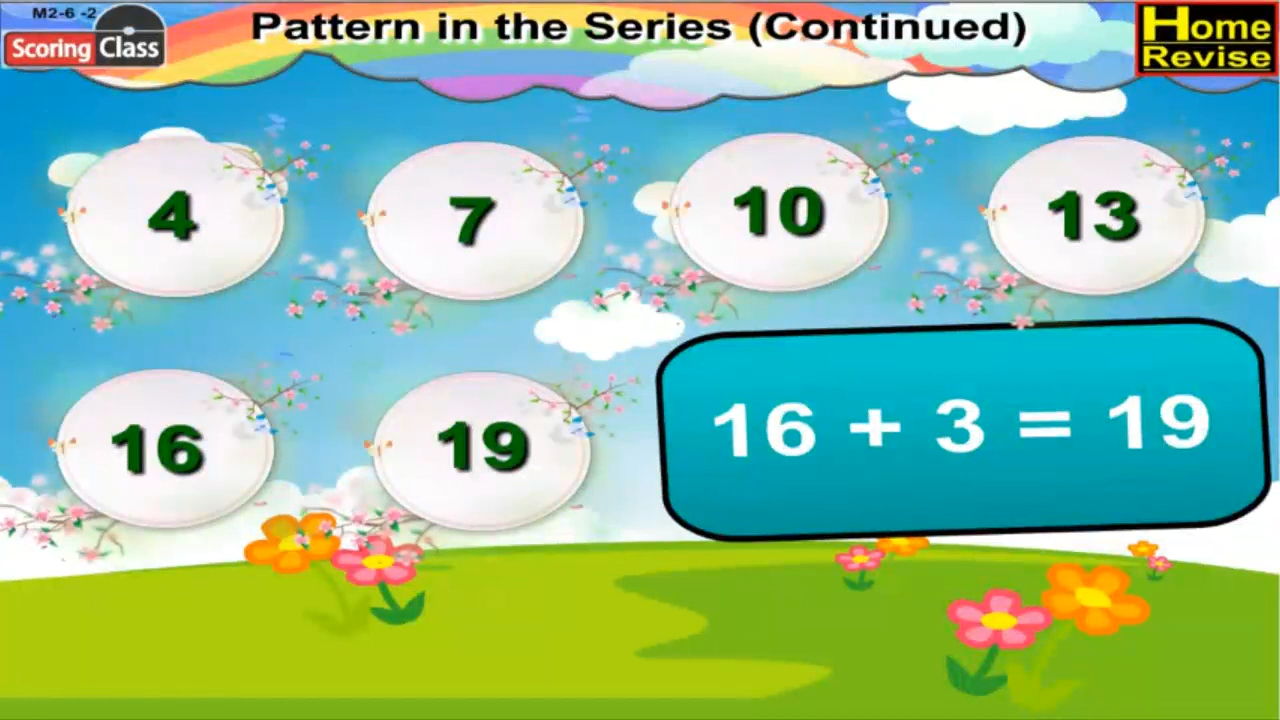 M2-6 -2
Scoring Class
Pattern in the Series (Continued)
Home
Revise
4 7 10 13
16 19
16 + 3 = 19